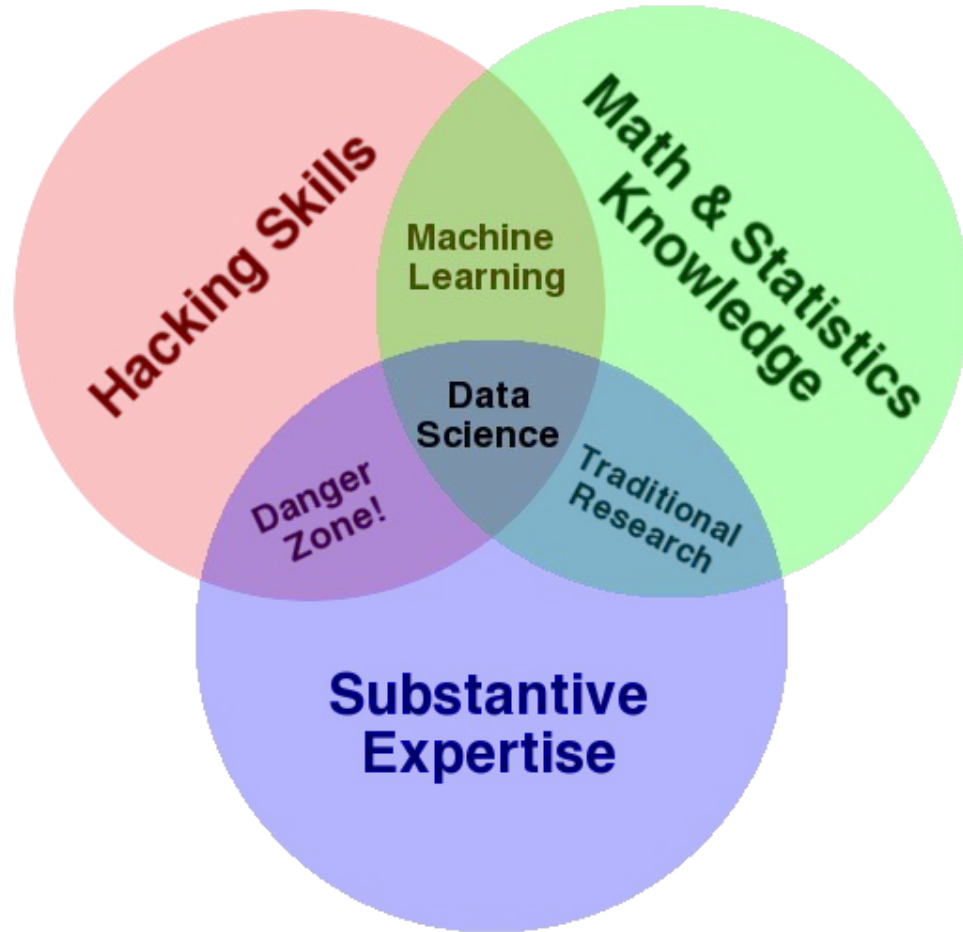 Hacking Skills
Math & Statistics
Knowledge
Machine
Learning
Data
Science
Danger
Zone!
Traditional
Research
Substantive
Expertise